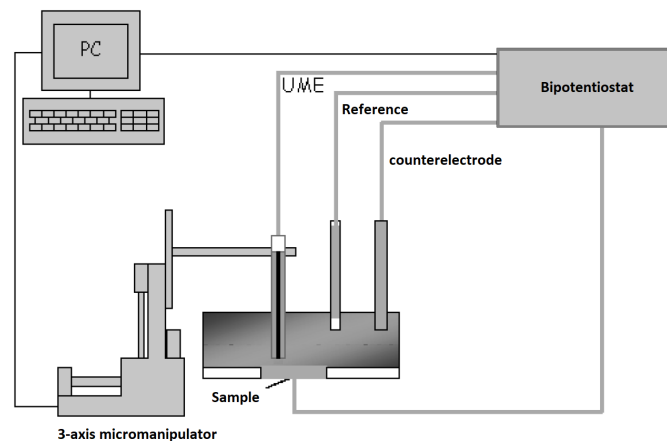 PC
UME
Bipotentiostat
Reference
counterelectrode
Sample
3-axis micromanipulator